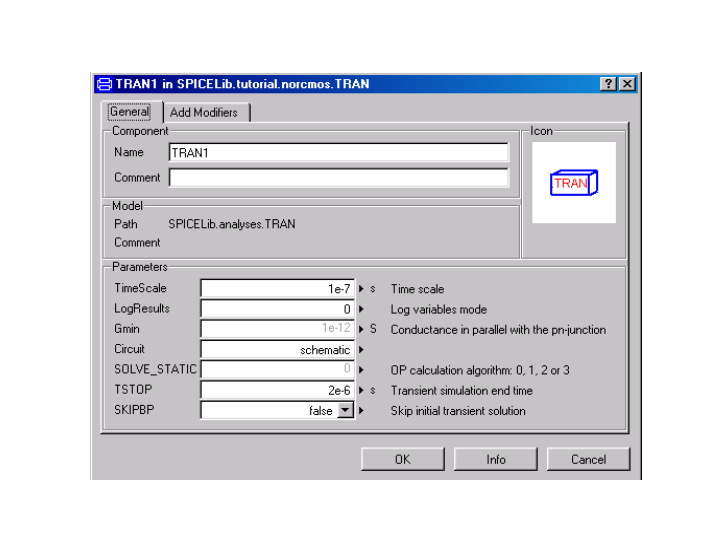 TRAN1 in SPICELib.tutorial.norcmos.TRAN
General Add Modifiers
Component
Name TRAN1
Comment
Icon
TRAN
Model
Path SPICELib.analyses.TRAN
Comment
Parameters
TimeScale 1e-7 s Time scale
LogResults 0 Log variables mode
Gmin 1e-12 S Conductance in parallel with the pn-junction
Circuit schematic
SOLVE_STATIC 0 OP calculation algorithm: 0, 1, 2 or 3
TSTOP 2e-6 s Transient simulation end time
SKIPBP false Skip initial transient solution
OK Info Cancel